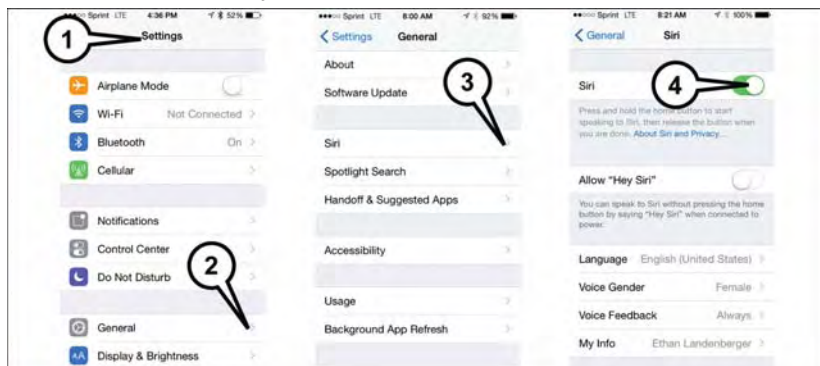 Sprint LTE 4:36 PM 52%
1
Settings
Airplane Mode
Wi-Fi Not Connected
Bluetooth On
Cellular
Notifications
Control Center
Do Not Disturb
2
General
Display & Brightness
Sprint LTE 8:00 AM 92%
Settings General
About
Software Update
3
Siri
Spotlight Search
Handoff & Suggested Apps
Accessibility
Usage
Background App Refresh
Sprint LTE 8:21 AM 100%
General Siri
Siri
4
Press and hold the home button to start
speaking to Siri, then release the button when
you are done. About Siri and Privacy...
Allow "Hey Siri"
You can speak to Siri without pressing the home
button by saying "Hey Siri" when connected to
power.
Language English (United States)
Voice Gender Female
Voice Feedback Always
My Info Ethan Landenberger